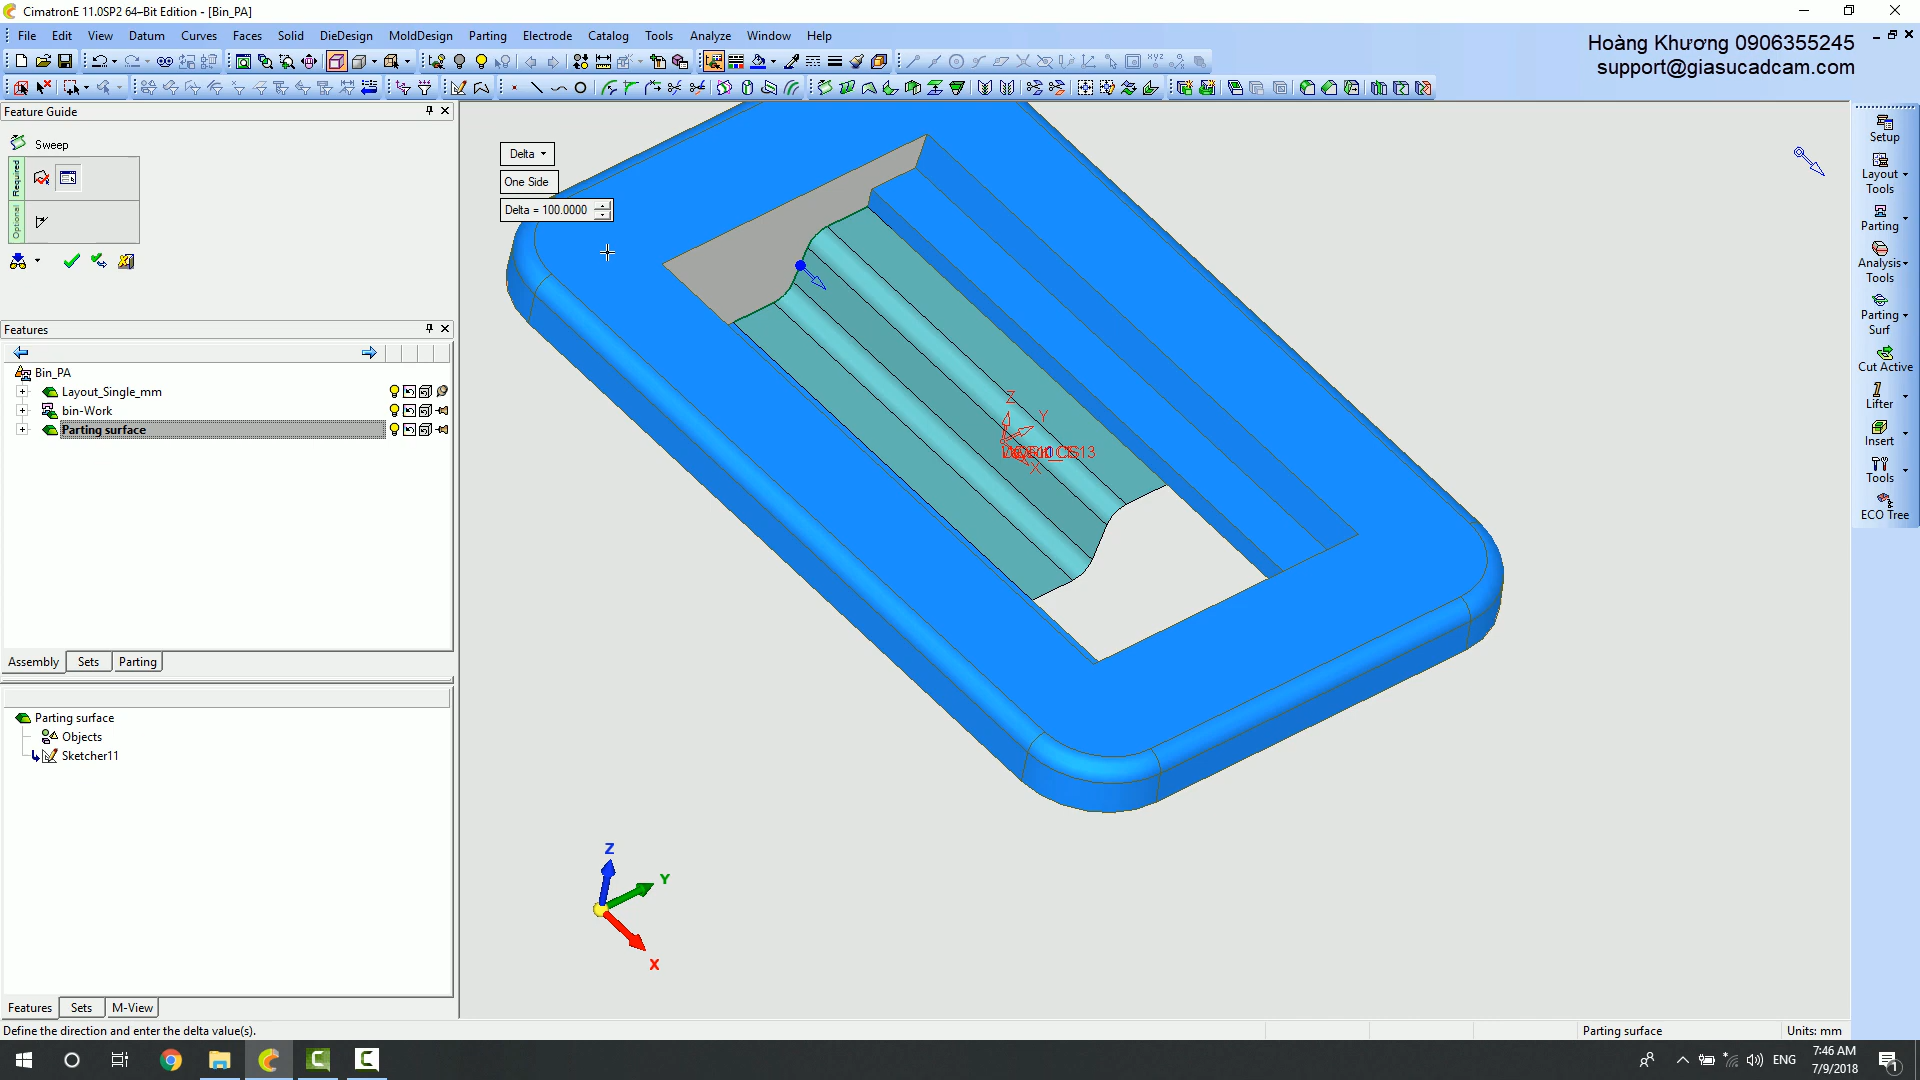 CimatronE 11.0SP2 64–Bit Edition - [Bin_PA]
File Edit View Datum Curves Faces Solid DieDesign MoldDesign Parting Electrode Catalog Tools Analyze Window Help
Hoàng Khương 0906355245
support@giasucadcam.com
Feature Guide
Sweep
Required
Optional
Delta
One Side
Delta = 100.0000
Features
Bin_PA
Layout_Single_mm
bin-Work
Parting surface
Assembly Sets Parting
Parting surface
Objects
Sketcher11
Features Sets M-View
Z
Y
X
Z
Y
X
Setup
Layout
Tools
Parting
Analysis
Tools
Parting
Surf
Cut Active
Lifter
Insert
Tools
ECO Tree
Define the direction and enter the delta value(s).
Parting surface
Units: mm
ENG
7:46 AM
7/9/2018
1